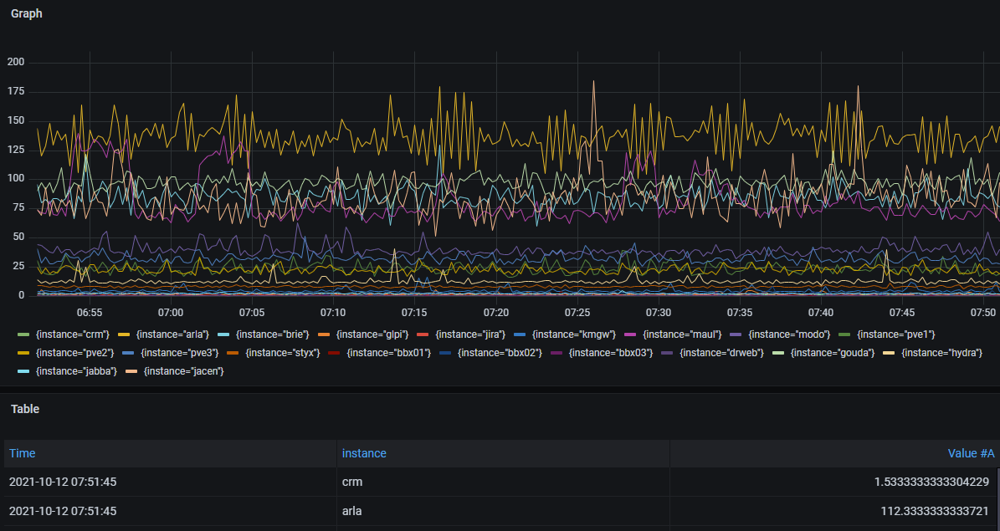 Graph
200
175
150
125
100
75
50
25
0
06:55 07:00 07:05 07:10 07:15 07:20 07:25 07:30 07:35 07:40 07:45 07:50
{instance="crm"} {instance="arla"} {instance="brie"} {instance="glpi"} {instance="jira"} {instance="kmgw"} {instance="maul"} {instance="modo"} {instance="pve1"}
{instance="pve2"} {instance="pve3"} {instance="styx"} {instance="bbx01"} {instance="bbx02"} {instance="bbx03"} {instance="drweb"} {instance="gouda"} {instance="hydra"}
{instance="jabba"} {instance="jacen"}
Table
Time instance Value #A
2021-10-12 07:51:45 crm 1.5333333333304229
2021-10-12 07:51:45 arla 112.3333333333721